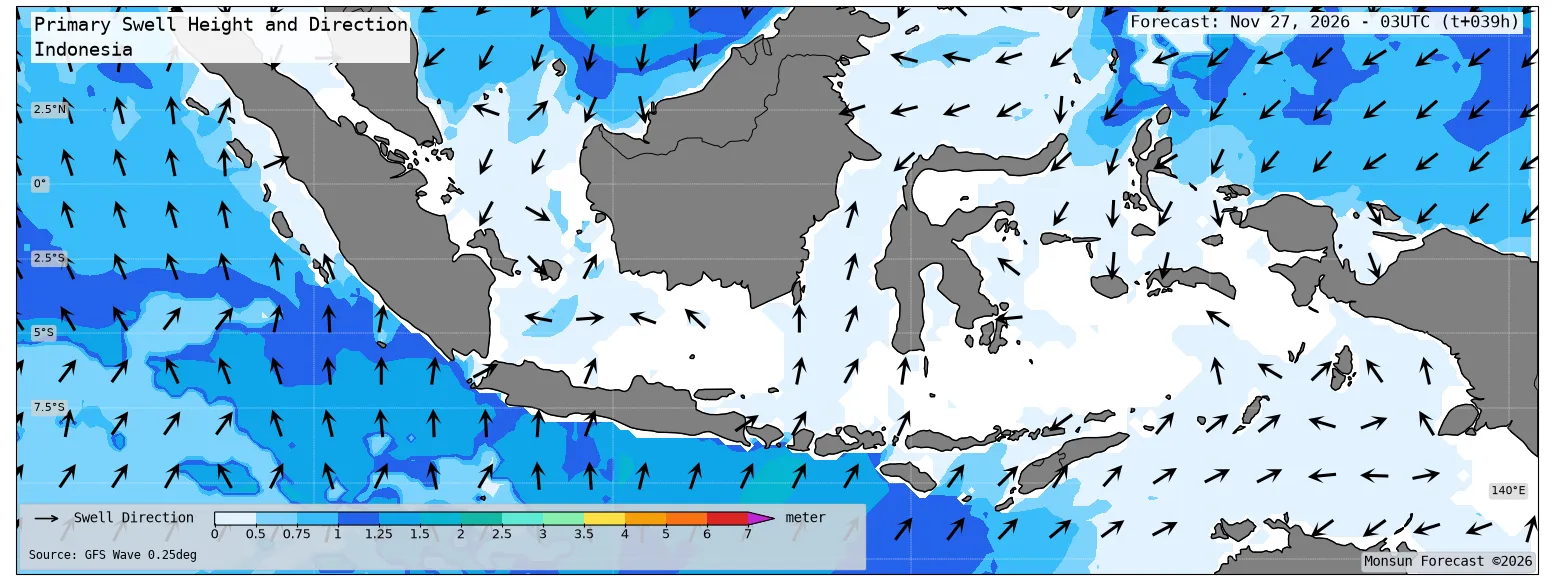 Primary Swell Height and Direction
Indonesia
Forecast: Nov 27, 2026 - 03UTC (t+039h)
2.5°N
0°
2.5°S
5°S
7.5°S
140°E
Swell Direction
0 0.5 0.75 1 1.25 1.5 2 2.5 3 3.5 4 5 6 7 meter
Source: GFS Wave 0.25deg
Monsun Forecast ©2026